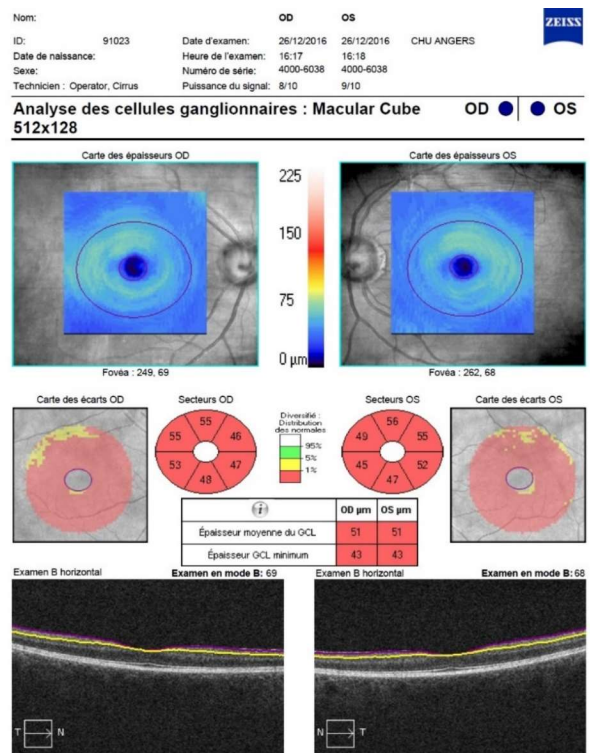 Nom:
OD OS
ZEISS
ID: 91023 Date d'examen: 26/12/2016 26/12/2016 CHU ANGERS
Date de naissance: Heure de l'examen: 16:17 16:18
Sexe: Numéro de série: 4000-6038 4000-6038
Technicien : Operator, Cirrus Puissance du signal: 8/10 9/10
Analyse des cellules ganglionnaires : Macular Cube OD OS
512x128
Carte des épaisseurs OD Carte des épaisseurs OS
225
150
75
0 µm
Fovéa : 249, 69 Fovéa : 262, 68
Carte des écarts OD Secteurs OD Secteurs OS Carte des écarts OS
Diversifié :
Distribution
des normales
95%
5%
1%
55 55 46 53 48 47
49 56 55 45 47 52
i OD µm OS µm
Épaisseur moyenne du GCL 51 51
Épaisseur GCL minimum 43 43
Examen B horizontal Examen en mode B: 69 Examen B horizontal Examen en mode B: 68
T N N T